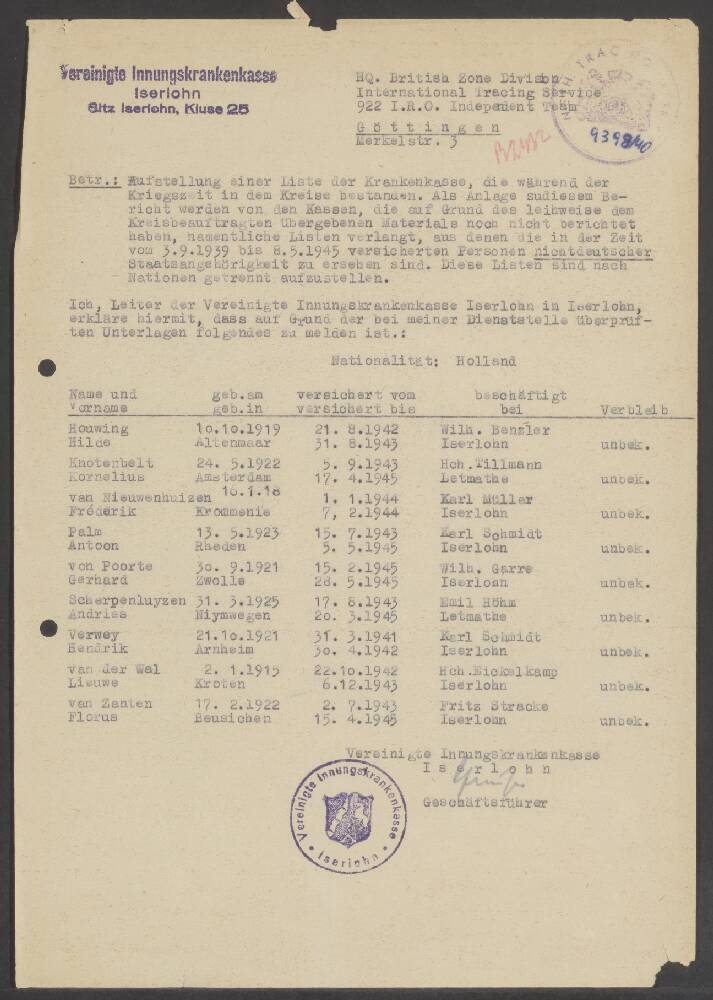 Vereinigte Innungskrankenkasse
Iserlohn
Sitz Iserlohn, Kluse 25
HQ. British Zone Division
International Tracing Service
922 I.R.O. Independent Team
Göttingen
Merkelstr. 3
939840
Betr.: Aufstellung einer Liste der Krankenkasse, die während der
Kriegszeit in dem Kreise bestanden. Als Anlage zudiesem Be-
richt werden von den Kassen, die auf Grund des leihweise dem
Kreisbeauftragten übergebenen Materials noch nicht berichtet
haben, namentliche Listen verlangt, aus denen die in der Zeit
vom 3.9.1939 bis 8.5.1945 versicherten Personen nichtdeutscher
Staatsangehörigkeit zu ersehen sind. Diese Listen sind nach
Nationen getrennt aufzustellen.
Ich, Leiter der Vereinigte Innungskrankenkasse Iserlohn in Iserlohn,
erkläre hiermit, dass auf Grund der bei meiner Dienststelle überprüf-
ten Unterlagen folgendes zu melden ist.:
Nationalität: Holland
Name und geb.am versichert vom beschäftigt
Vorname geb.in versichert bis bei Verbleib
Houwing 10.10.1919 21. 8.1942 Wilh. Benzler
Hilde Altenmaar 31. 8.1943 Iserlohn unbek.
Knotenbelt 24. 5.1922 5. 9.1943 Hch.Tillmann
Kornelius Amsterdam 17. 4.1945 Letmathe unbek.
van Nieuwenhuizen 16.1.18 1. 1.1944 Karl Müller
Fréderik Krommenie 7, 2.1944 Iserlohn unbek.
Palm 13. 5.1923 15. 7.1943 Karl Schmidt
Antoon Rheden 5. 5.1945 Iserlohn unbek.
von Poorte 30. 9.1921 15. 2.1945 Wilh. Garre
Gerhard Zwolle 28. 5.1945 Iserlohn unbek.
Scherpenluyzen 31. 3.1925 17. 8.1943 Emil Höhm
Andries Niymwegen 20. 3.1945 Letmathe unbek.
Verwey 21.10.1921 31. 3.1941 Karl Schmidt
Hendrik Arnheim 30. 4.1942 Iserlohn unbek.
van der Wal 2. 1.1915 22.10.1942 Hch.Eickelkamp
Lieuwe Kroten 6.12.1943 Iserlohn unbek.
van Zanten 17. 2.1922 2. 7.1943 Fritz Stracke
Florus Beusichen 15. 4.1945 Iserlohn unbek.
Vereinigte Innungskrankenkasse
Iserlohn
Geschäftsführer
Vereinigte Innungskrankenkasse
Iserlohn